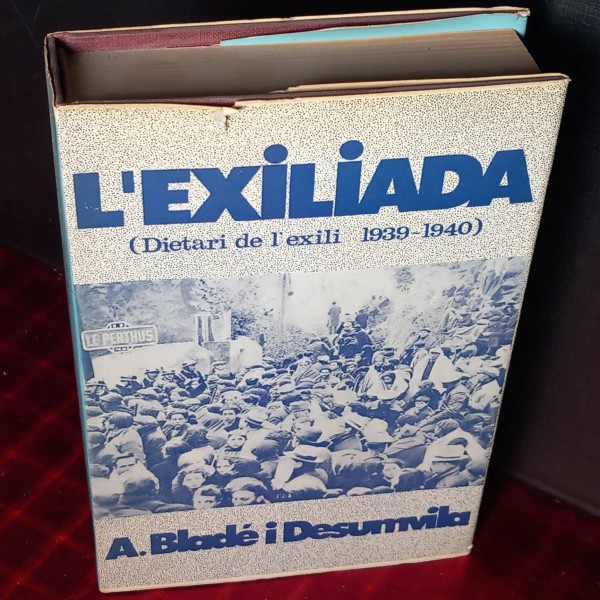 L'EXiLiADA
(Dietari de l'exili 1939-1940)
LE PERTHUS
A. Bladé i Desumvila